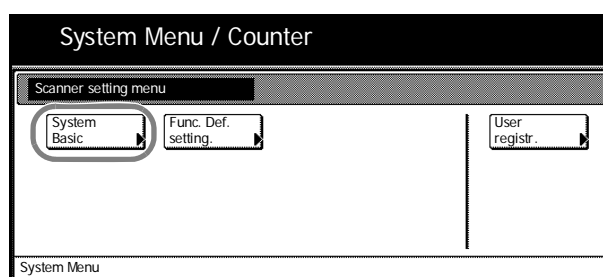 System Menu / Counter
Scanner setting menu
System
Basic
Func. Def.
setting.
User
registr.
System Menu